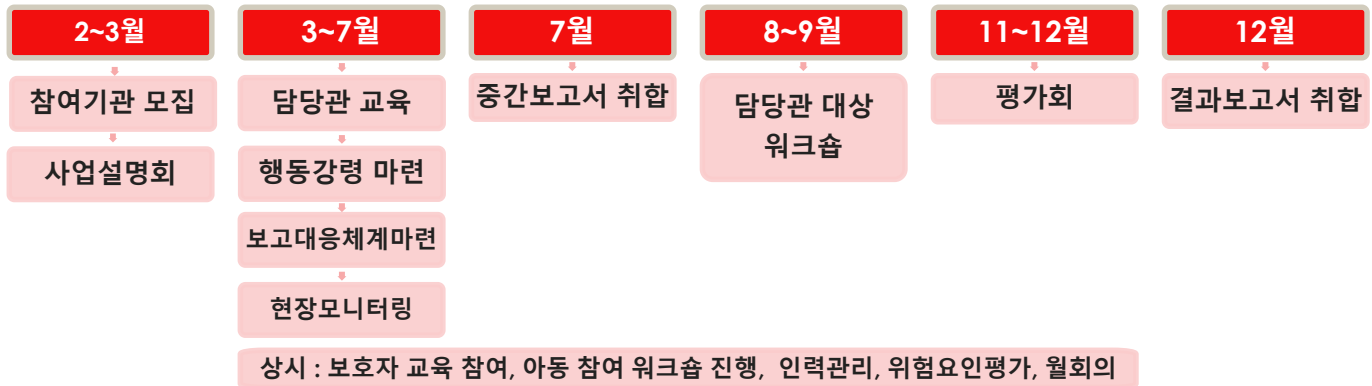 2~3월
참여기관 모집
사업설명회
3~7월
담당관 교육
행동강령 마련
보고대응체계마련
현장모니터링
7월
중간보고서 취합
8~9월
담당관 대상
워크숍
11~12월
평가회
12월
결과보고서 취합
상시 : 보호자 교육 참여, 아동 참여 워크숍 진행, 인력관리, 위험요인평가, 월회의